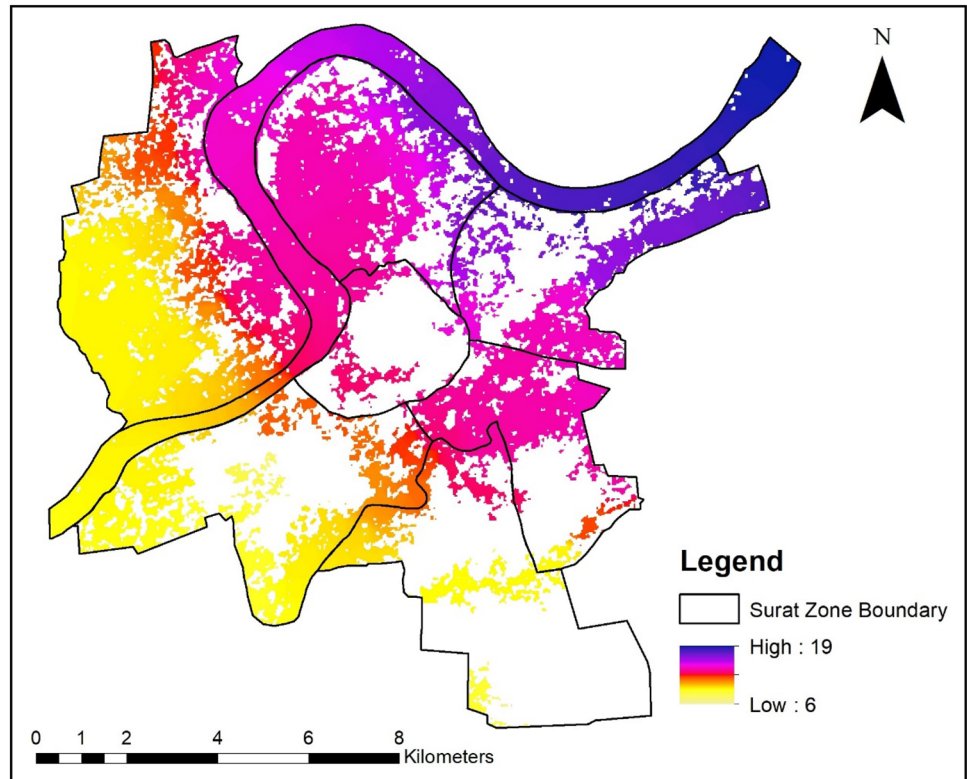 N
Legend
Surat Zone Boundary
High : 19
Low : 6
0 1 2 4 6 8
Kilometers